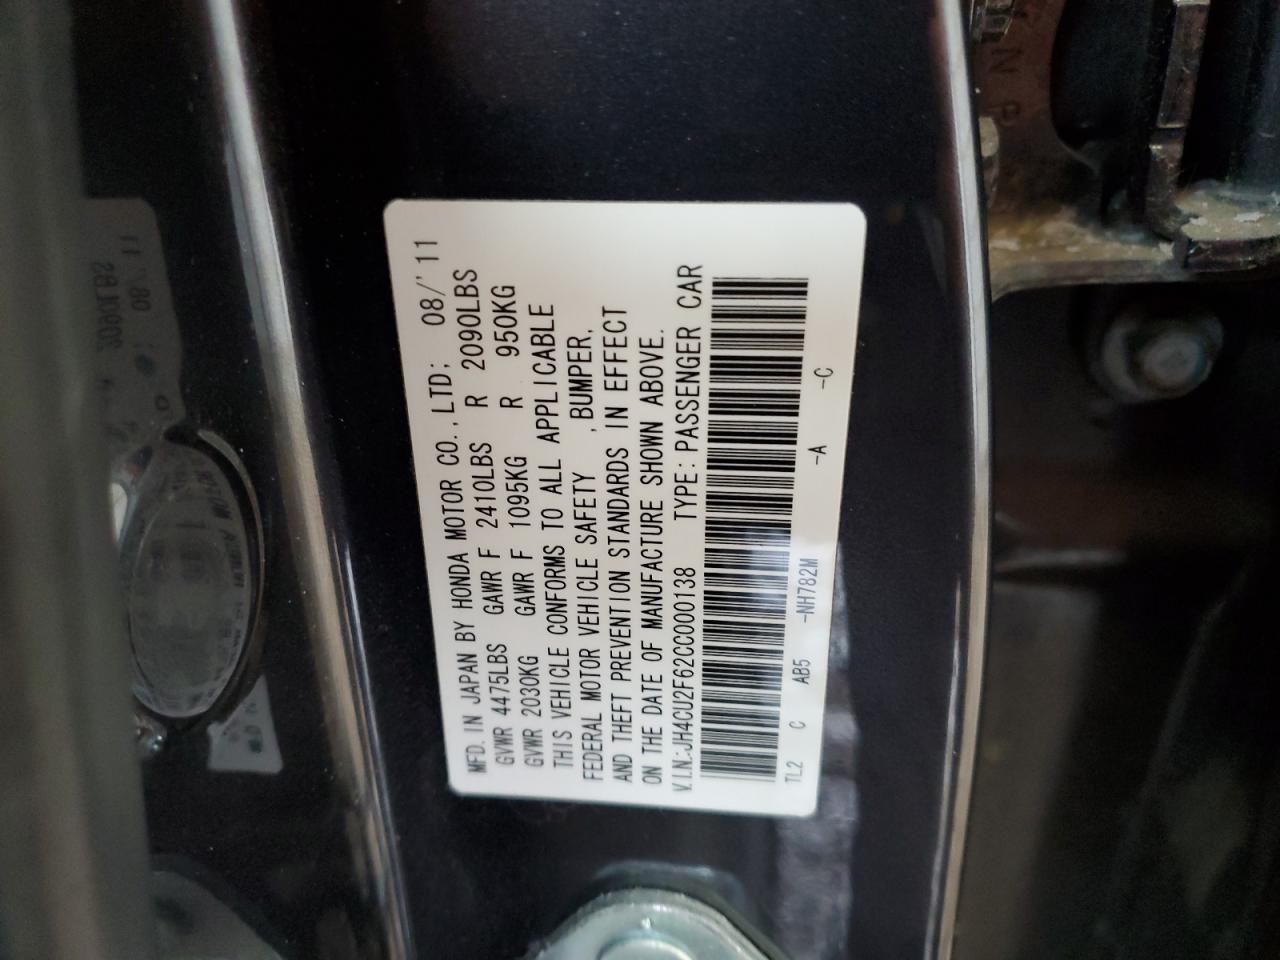 MFD. IN JAPAN BY HONDA MOTOR CO., LTD; 08/'11
GVWR 4475LBS GAWR F 2410LBS R 2090LBS
GVWR 2030KG GAWR F 1095KG R 950KG
THIS VEHICLE CONFORMS TO ALL APPLICABLE
FEDERAL MOTOR VEHICLE SAFETY , BUMPER,
AND THEFT PREVENTION STANDARDS IN EFFECT
ON THE DATE OF MANUFACTURE SHOWN ABOVE.
V.I.N.:JH4CU2F62CC000138 TYPE: PASSENGER CAR
TL2 C AB5 -NH782M -A -C
N P